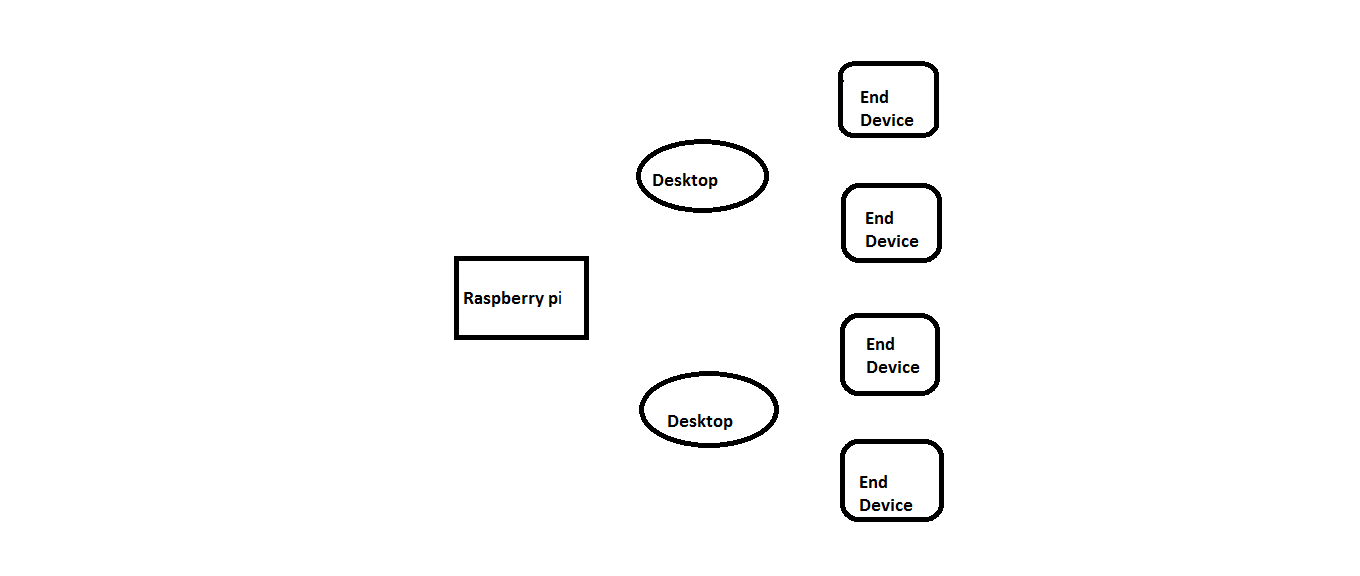 End
Device
Desktop
End
Device
Raspberry pi
End
Device
Desktop
End
Device